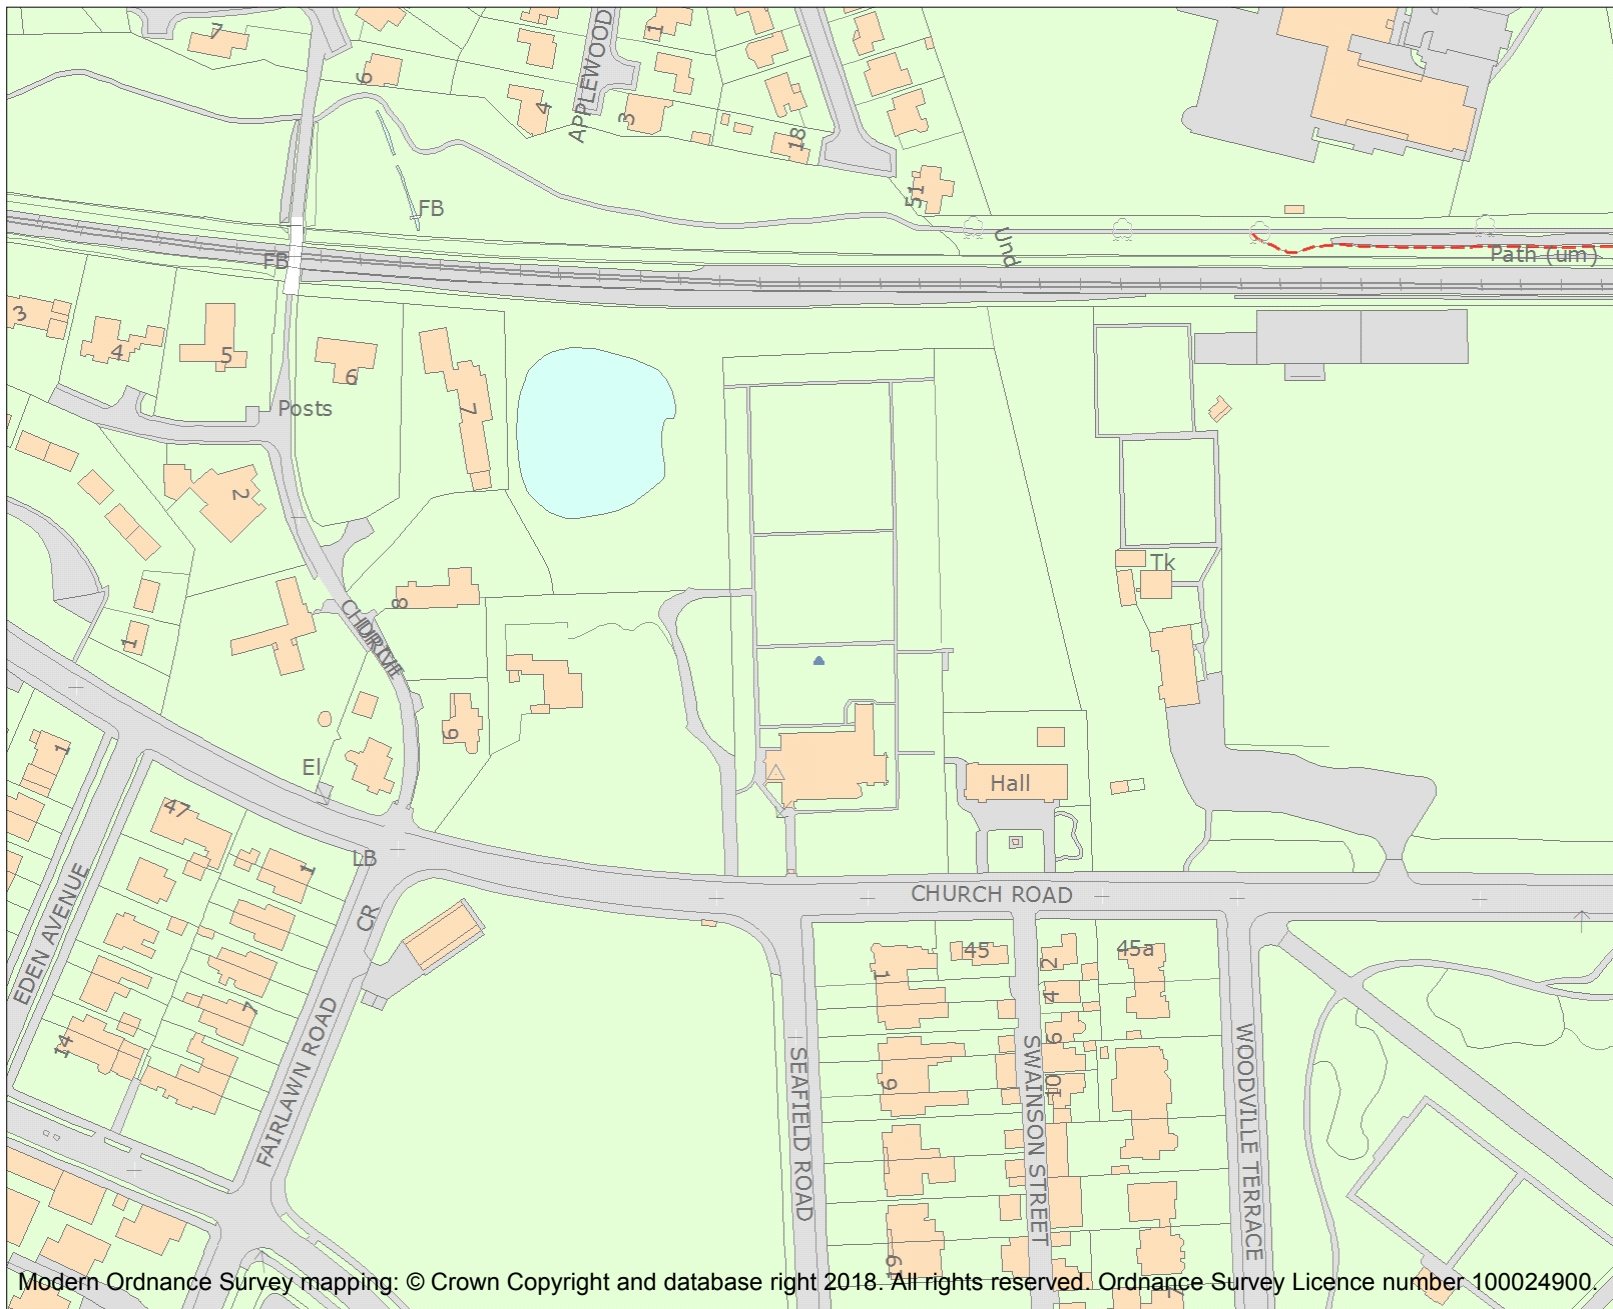 7
6
4
APPLEWOOD
1
3
18
51
FB
FB
Und
Path (um)
3
4
5
6
7
Posts
2
8
Tk
1
9
El
Hall
1
47
1
LB
CHURCH ROAD
CR
EDEN AVENUE
7
14
FAIRLAWN ROAD
1
45
2
45a
4
6
9
10
SEAFIELD ROAD
SWAINSON STREET
WOODVILLE TERRACE
Modern Ordnance Survey mapping: © Crown Copyright and database right 2018. All rights reserved. Ordnance Survey Licence number 100024900.